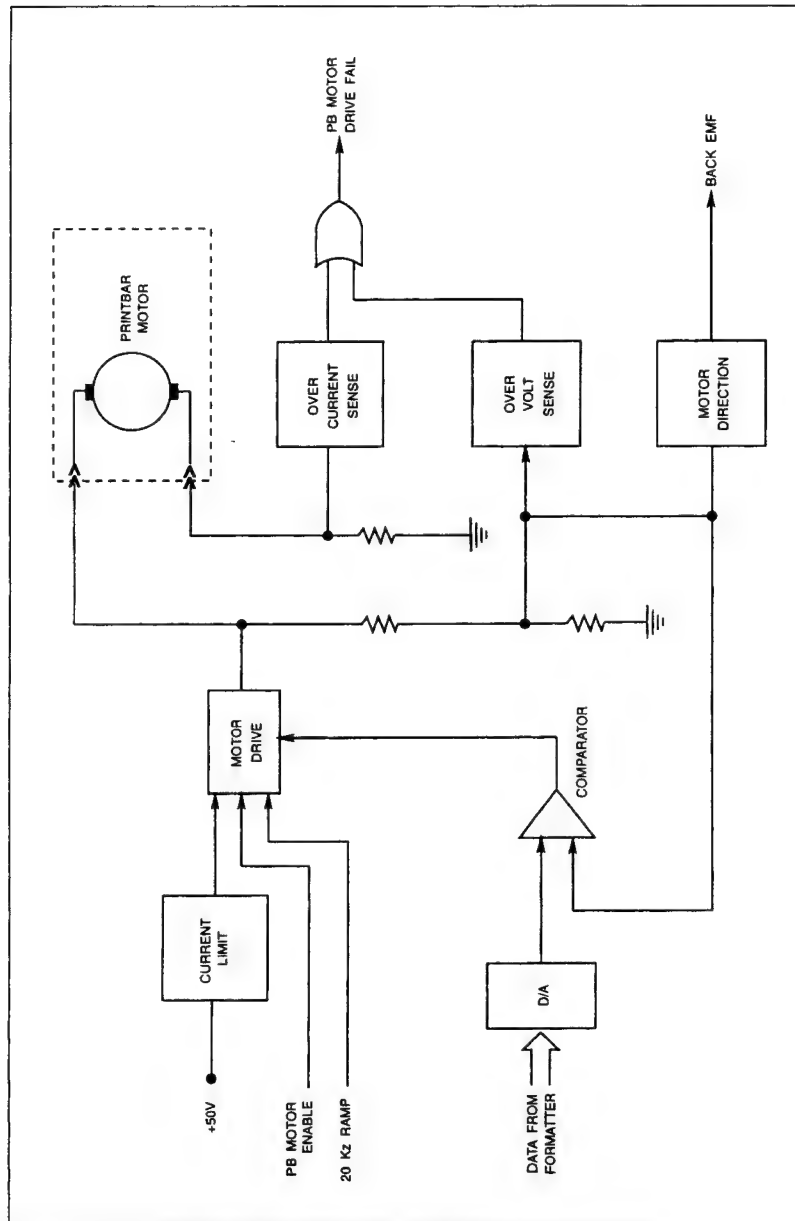 PRINTBAR
MOTOR
PB MOTOR
DRIVE FAIL
OVER
CURRENT
SENSE
OVER
VOLT
SENSE
MOTOR
DIRECTION
BACK EMF
MOTOR
DRIVE
CURRENT
LIMIT
+50V
PB MOTOR
ENABLE
20 Kz RAMP
COMPARATOR
D/A
DATA FROM
FORMATTER